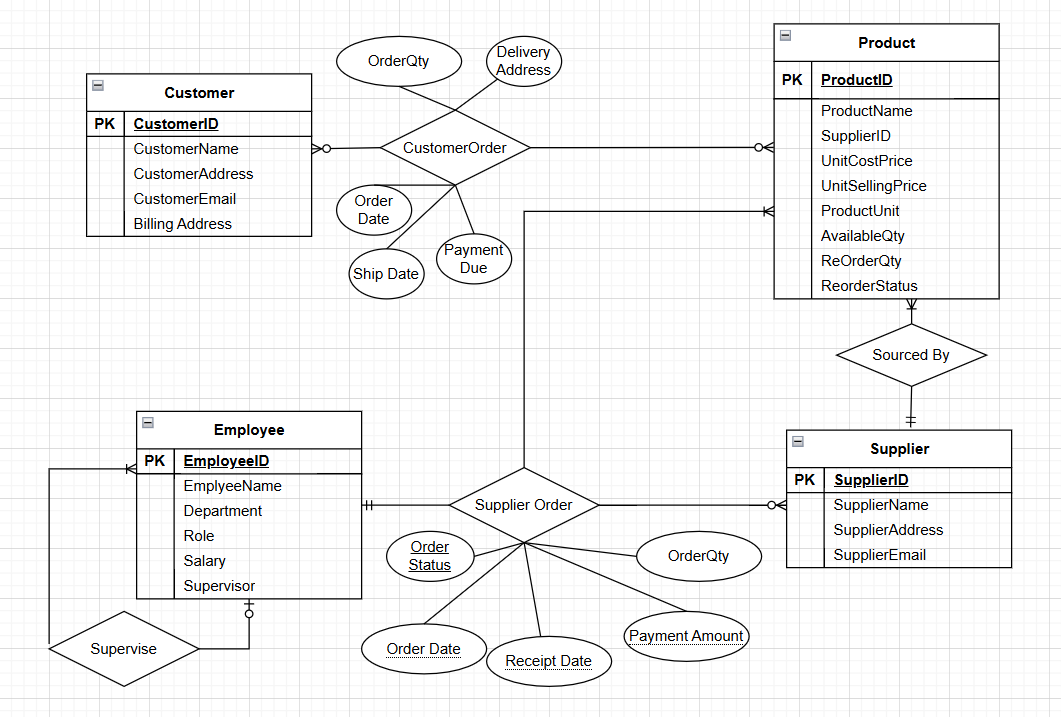 OrderQty
Delivery
Address
Product
PK ProductID
ProductName
SupplierID
UnitCostPrice
UnitSellingPrice
ProductUnit
AvailableQty
ReOrderQty
ReorderStatus
Customer
PK CustomerID
CustomerName
CustomerAddress
CustomerEmail
Billing Address
CustomerOrder
Order
Date
Ship Date
Payment
Due
Sourced By
Employee
PK EmployeeID
EmplyeeName
Department
Role
Salary
Supervisor
Supervise
Supplier Order
Order
Status
OrderQty
Order Date
Receipt Date
Payment Amount
Supplier
PK SupplierID
SupplierName
SupplierAddress
SupplierEmail